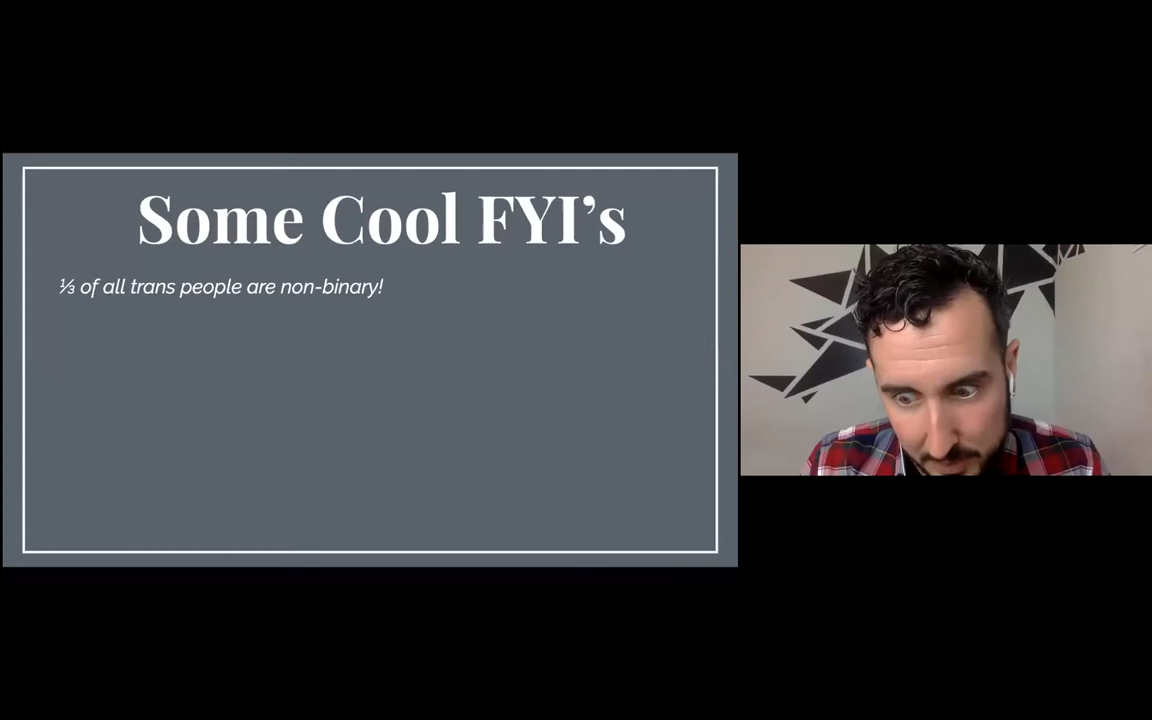 Some Cool FYI’s
⅓ of all trans people are non-binary!